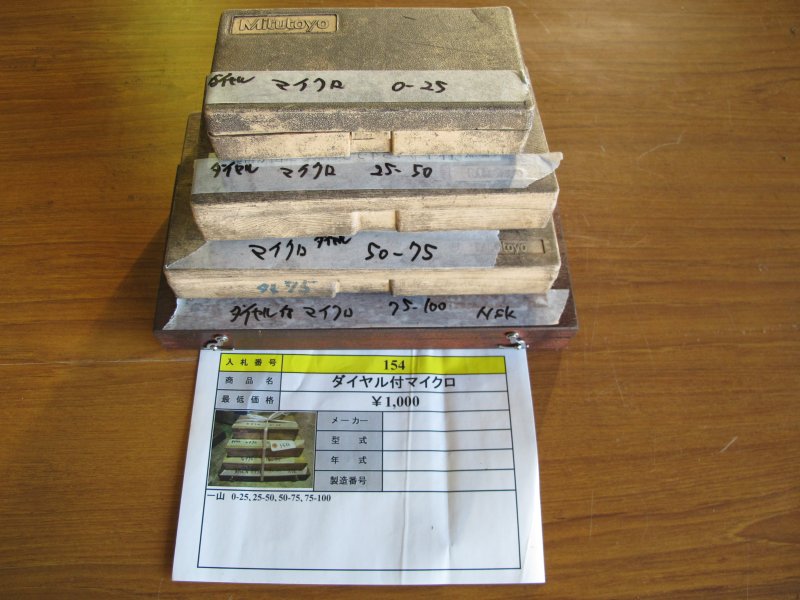 Mitutoyo
ダイヤル マイクロ 0-25
ダイヤル マイクロ 25-50
マイクロ ダイヤル 50-75
Mitutoyo
75
ダイヤル付 マイクロ 75-100 NSK
入札番号 154
商品名 ダイヤル付マイクロ
最低価格 ¥1,000
メーカー
型式
年式
製造番号
一山 0-25, 25-50, 50-75, 75-100